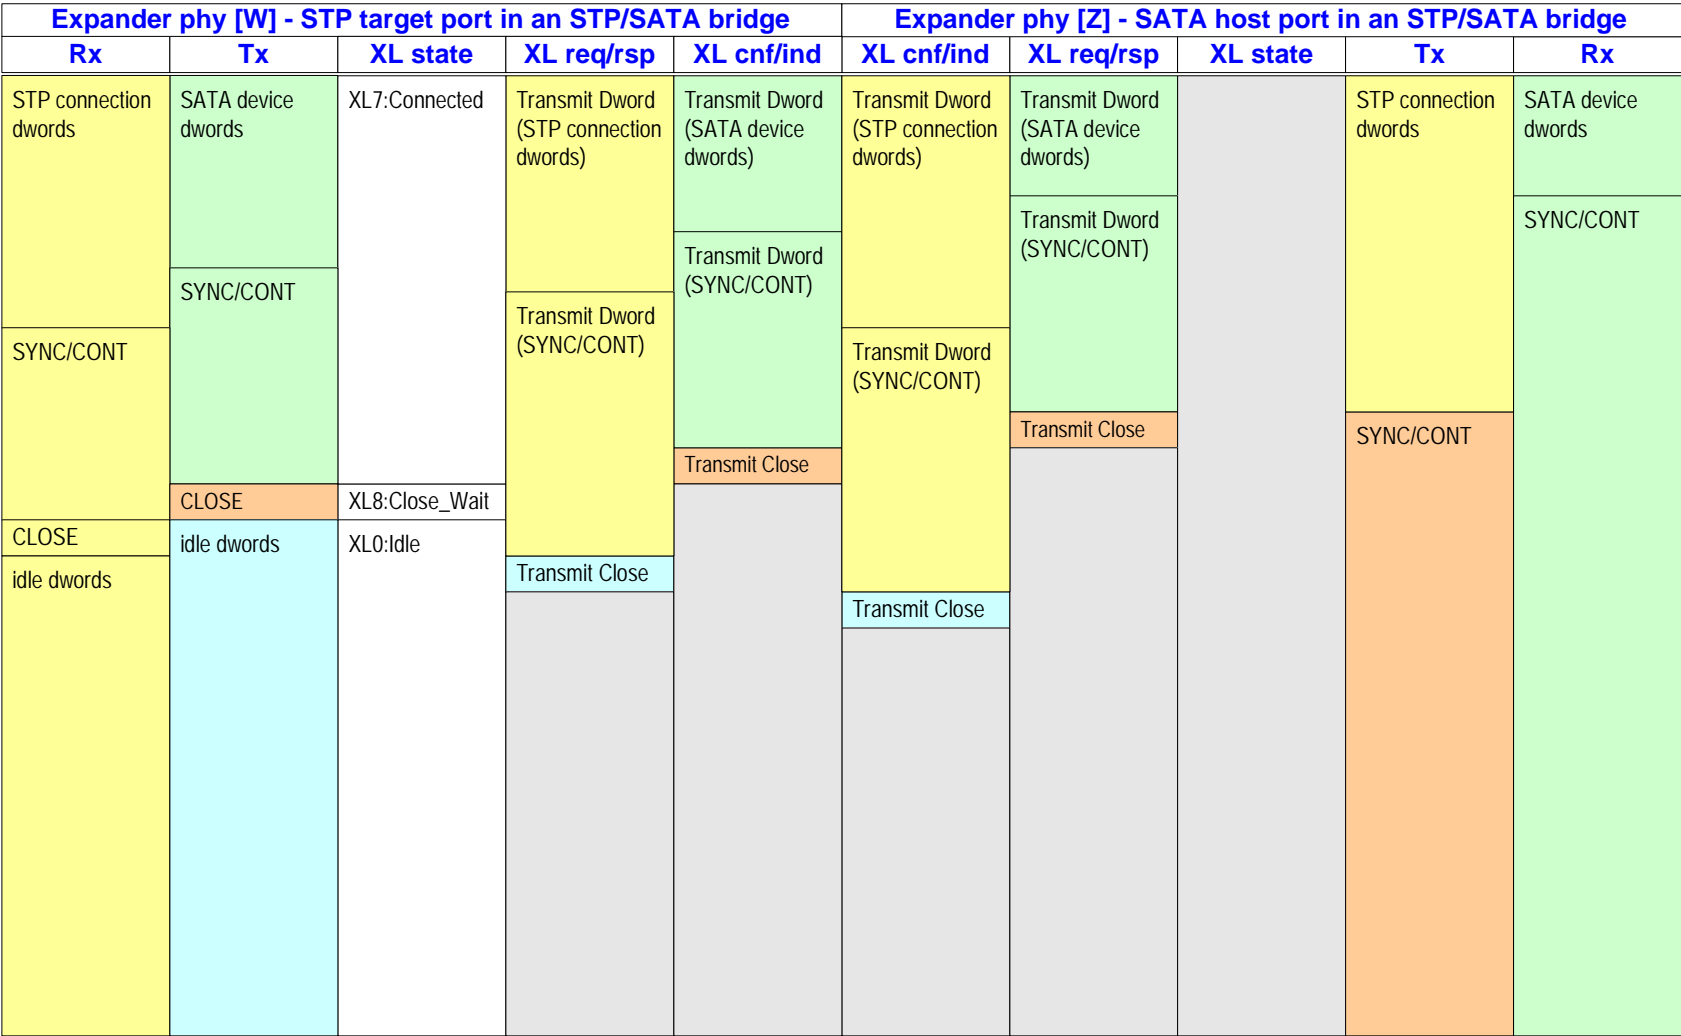 Expander phy [W] - STP target port in an STP/SATA bridge
Expander phy [Z] - SATA host port in an STP/SATA bridge
Rx
Tx
XL state
XL req/rsp
XL cnf/ind
XL cnf/ind
XL req/rsp
XL state
Tx
Rx
STP connection
dwords
SYNC/CONT
CLOSE
idle dwords
SATA device
dwords
SYNC/CONT
CLOSE
idle dwords
XL7:Connected
XL8:Close_Wait
XL0:Idle
Transmit Dword
(STP connection
dwords)
Transmit Dword
(SYNC/CONT)
Transmit Close
Transmit Dword
(SATA device
dwords)
Transmit Dword
(SYNC/CONT)
Transmit Close
Transmit Dword
(STP connection
dwords)
Transmit Dword
(SYNC/CONT)
Transmit Close
Transmit Dword
(SATA device
dwords)
Transmit Dword
(SYNC/CONT)
Transmit Close
STP connection
dwords
SYNC/CONT
SATA device
dwords
SYNC/CONT